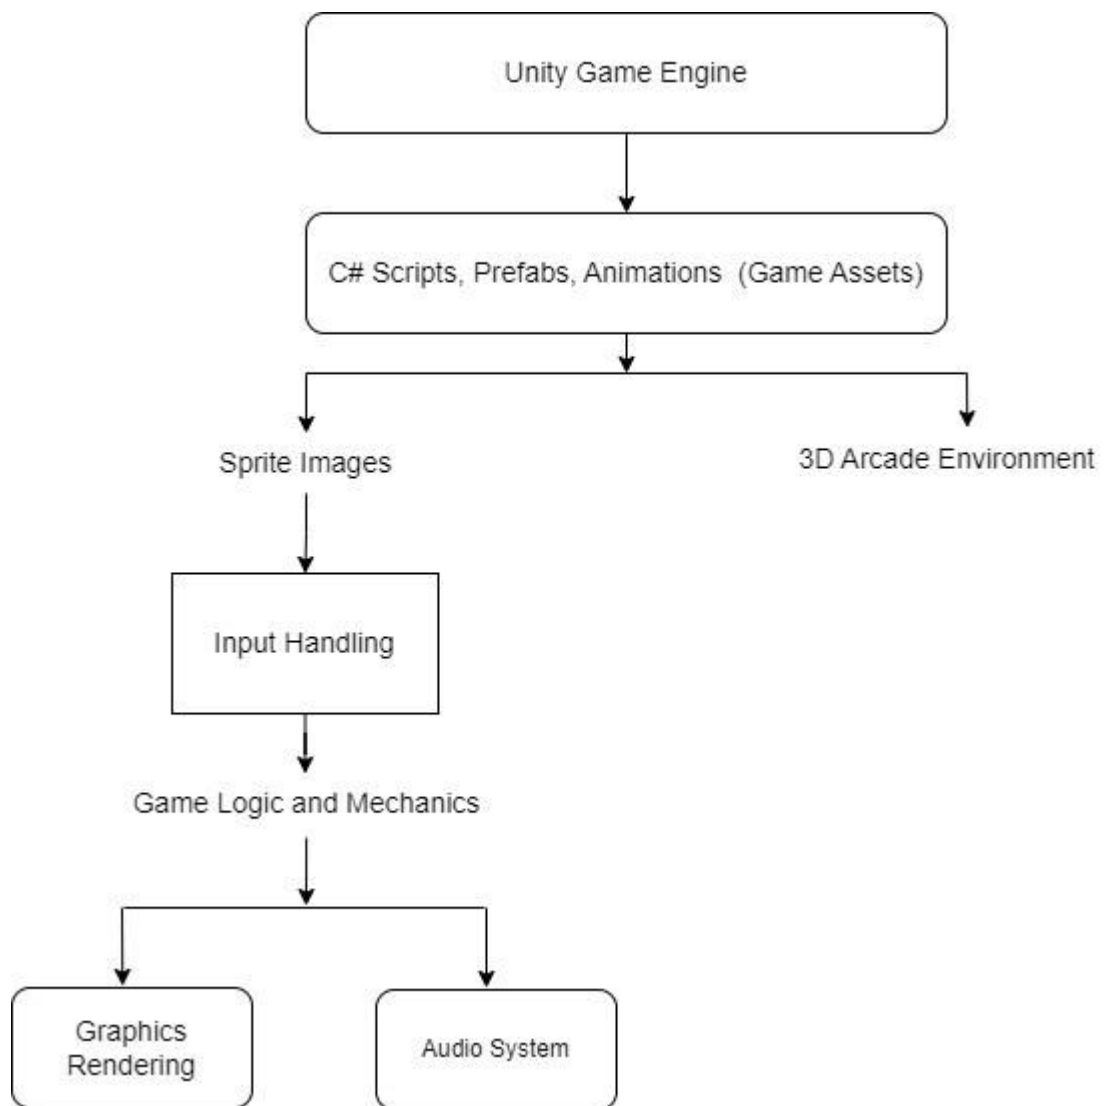 Unity Game Engine
C# Scripts, Prefabs, Animations (Game Assets)
Sprite Images
3D Arcade Environment
Input Handling
Game Logic and Mechanics
Graphics
Rendering
Audio System